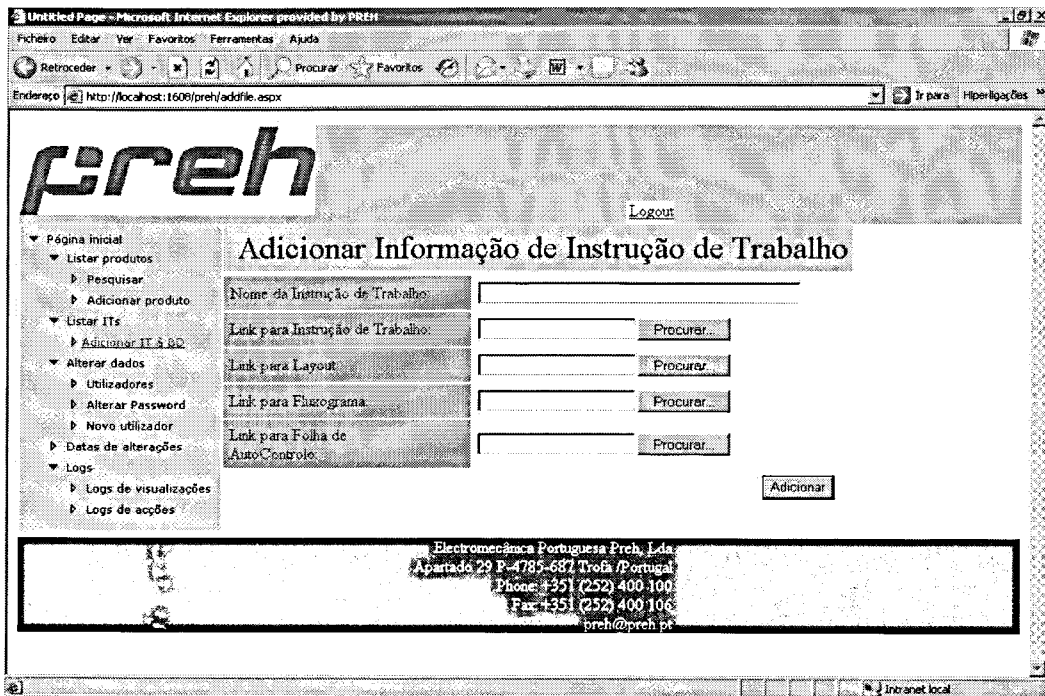 Untitled Page - Microsoft Internet Explorer provided by PREH
Ficheiro Editar Ver Favoritos Ferramentas Ajuda
Retroceder Procurar Favoritos
Endereço http://localhost:1608/preh/addfile.aspx Ir para Hiperligações »
preh
Logout
Página inicial
Listar produtos
Pesquisar
Adicionar produto
Listar ITs
Adicionar IT à BD
Alterar dados
Utilizadores
Alterar Password
Novo utilizador
Datas de alterações
Logs
Logs de visualizações
Logs de acções
Adicionar Informação de Instrução de Trabalho
Nome da Instrução de Trabalho:
Link para Instrução de Trabalho: Procurar...
Link para Layout: Procurar...
Link para Fluxograma: Procurar...
Link para Folha de
AutoControlo: Procurar...
Adicionar
Electromecânica Portuguesa Preh, Lda
Apartado 29 P-4785-687 Trofa /Portugal
Phone +351 (252) 400 100
Fax +351 (252) 400 106
preh@preh.pt
Intranet local